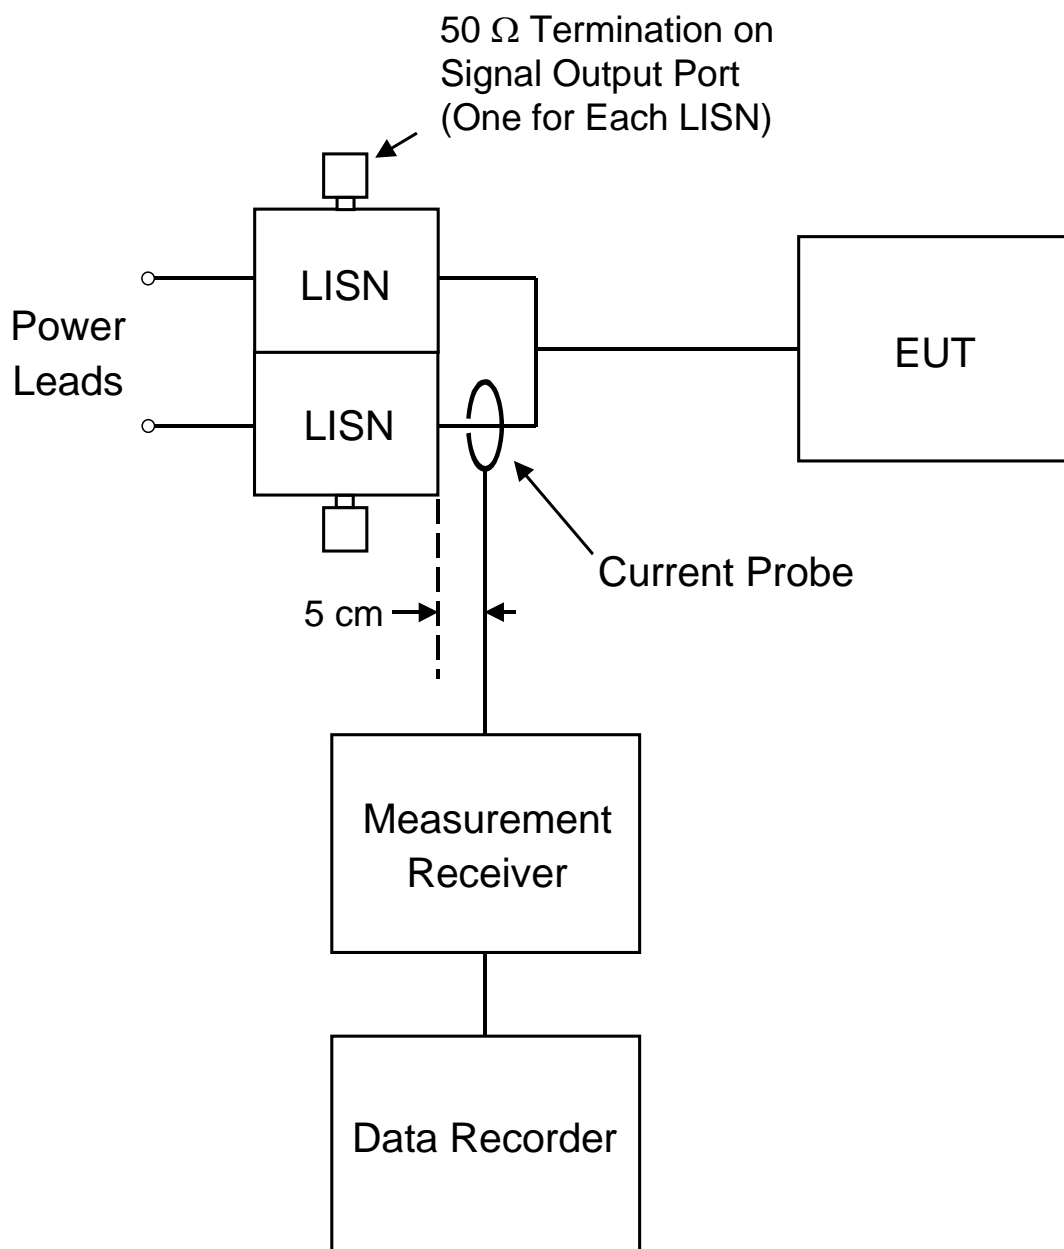 50 Ω Termination on
Signal Output Port
(One for Each LISN)
LISN
Power
Leads
EUT
LISN
Current Probe
5 cm
Measurement
Receiver
Data Recorder